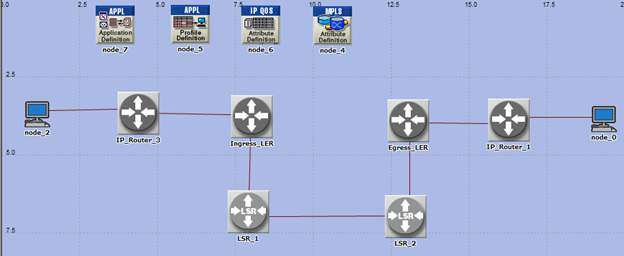 0.0 2.5 5.0 7.5 10.0 12.5 15.0 17.5
APPL APPL IP QOS MPLS
Application Definition
Profile Definition
Attribute Definition
Attribute Definition
node_7 node_5 node_6 node_4
2.5
node_2 IP_Router_3 Ingress_LER Egress_LER IP_Router_1 node_0
5.0
LSR LSR
LSR_1 LSR_2
7.5